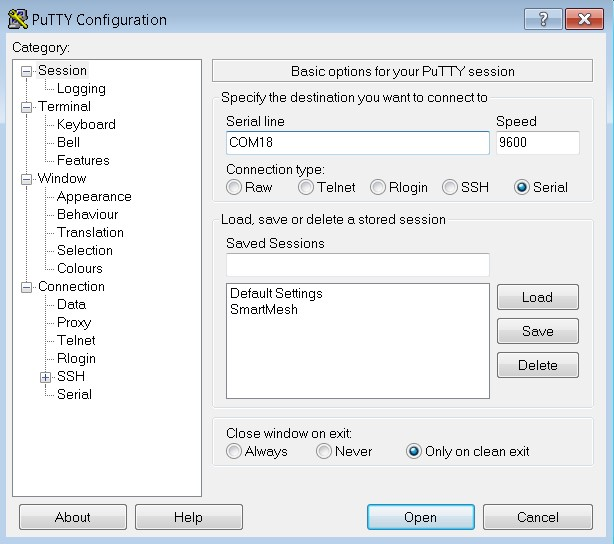 PuTTY Configuration
Category:
Session
Logging
Terminal
Keyboard
Bell
Features
Window
Appearance
Behaviour
Translation
Selection
Colours
Connection
Data
Proxy
Telnet
Rlogin
SSH
Serial
Basic options for your PuTTY session
Specify the destination you want to connect to
Serial line Speed
COM18 9600
Connection type:
Raw Telnet Rlogin SSH Serial
Load, save or delete a stored session
Saved Sessions
Default Settings
SmartMesh
Load
Save
Delete
Close window on exit:
Always Never Only on clean exit
About Help Open Cancel